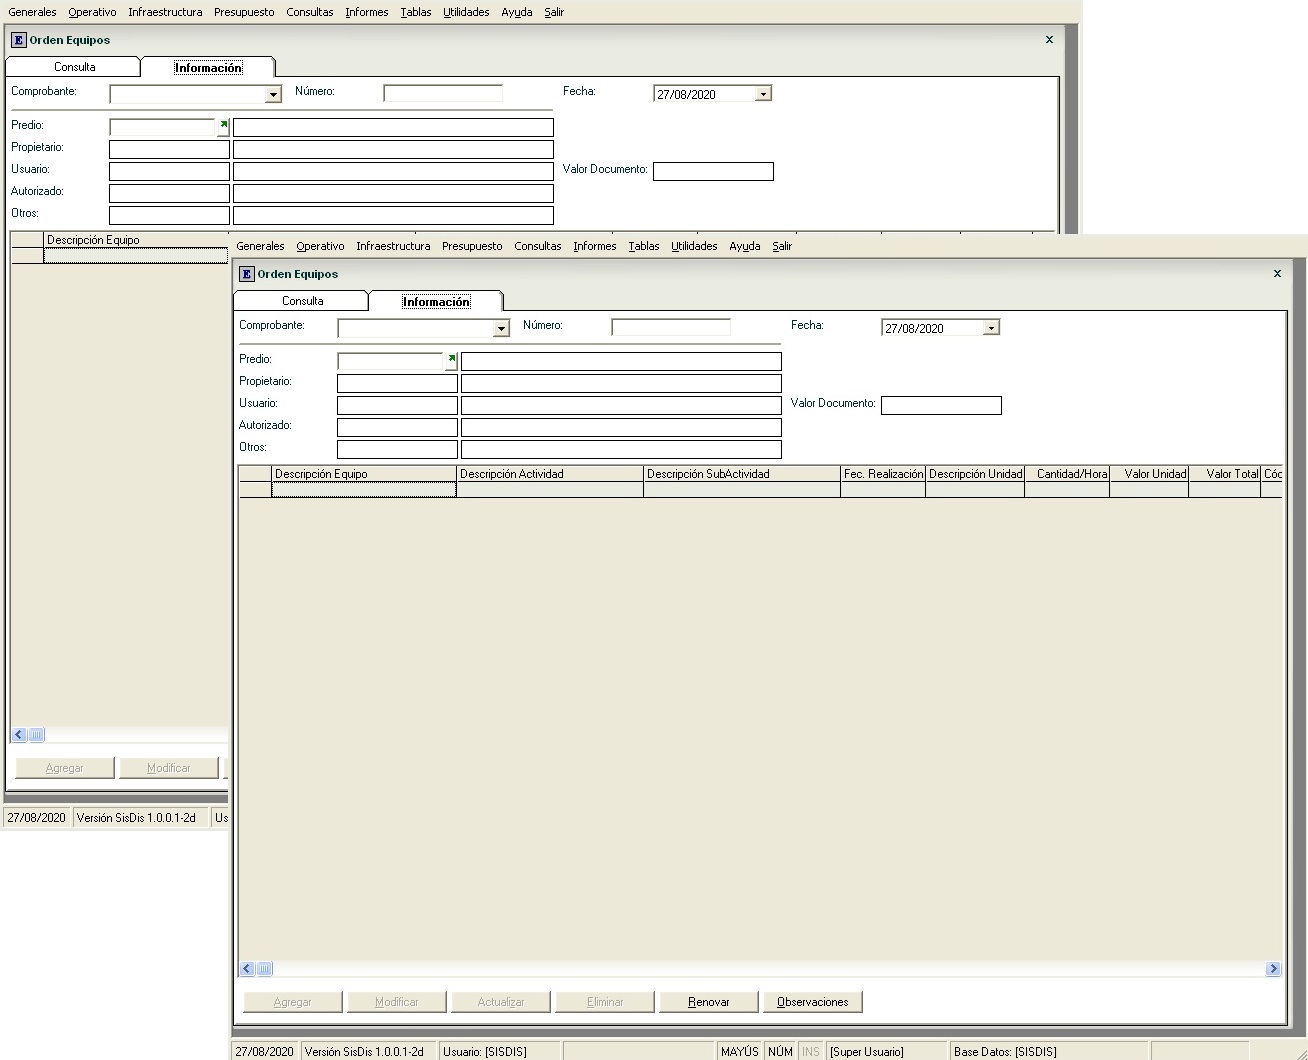 Generales Operativo Infraestructura Presupuesto Consultas Informes Tablas Utilidades Ayuda Salir
E Orden Equipos x
Consulta Información
Comprobante: Número: Fecha: 27/08/2020
Predio:
Propietario:
Usuario: Valor Documento:
Autorizado:
Otros:
Descripción Equipo
Agregar Modificar
27/08/2020 Versión SisDis 1.0.0.1-2d Us
Generales Operativo Infraestructura Presupuesto Consultas Informes Tablas Utilidades Ayuda Salir
E Orden Equipos x
Consulta Información
Comprobante: Número: Fecha: 27/08/2020
Predio:
Propietario:
Usuario: Valor Documento:
Autorizado:
Otros:
Descripción Equipo Descripción Actividad Descripción SubActividad Fec. Realización Descripción Unidad Cantidad/Hora Valor Unidad Valor Total Cóc
Agregar Modificar Actualizar Eliminar Renovar Observaciones
27/08/2020 Versión SisDis 1.0.0.1-2d Usuario: [SISDIS] MAYÚS NÚM INS [Super Usuario] Base Datos: [SISDIS]